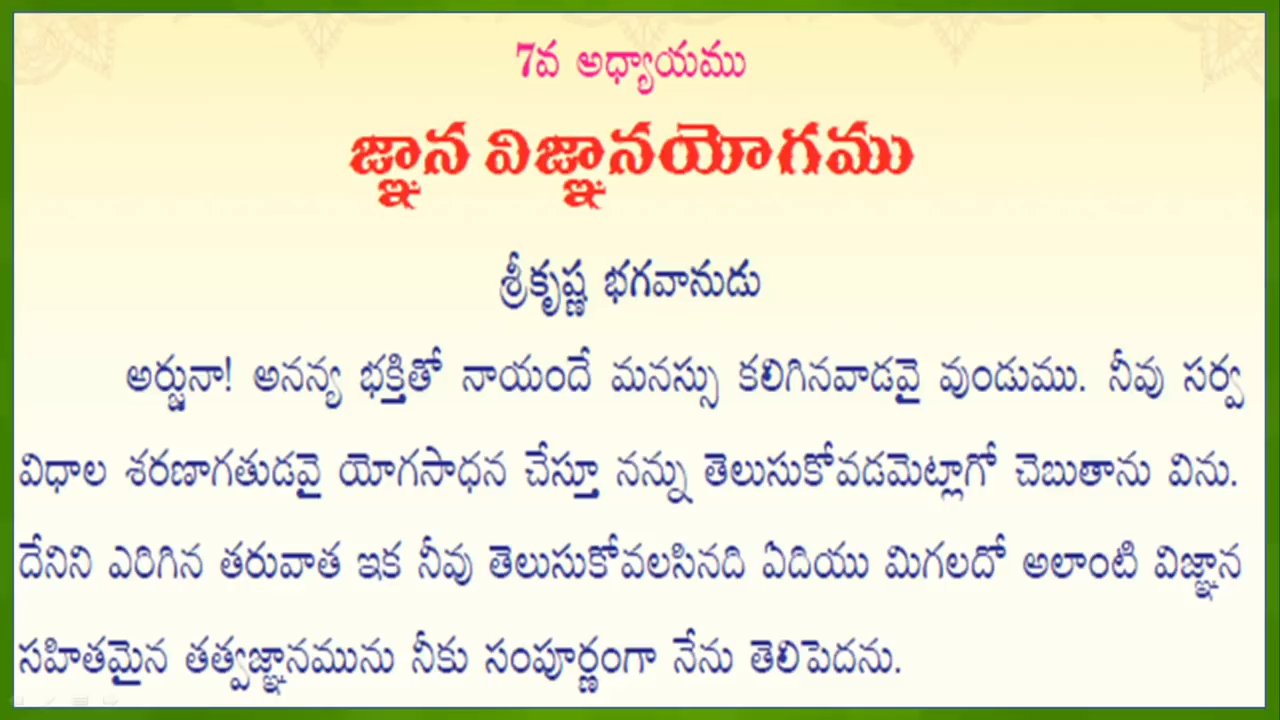 7వ అధ్యాయము
జ్ఞాన విజ్ఞానయోగము
శ్రీకృష్ణ భగవానుడు
అర్జునా! అనన్య భక్తితో నాయందే మనస్సు కలిగినవాడవై వుండుము. నీవు సర్వ
విధాల శరణాగతుడవై యోగసాధన చేస్తూ నన్ను తెలుసుకోవడమెట్లాగో చెబుతాను విను.
దేనిని ఎరిగిన తరువాత ఇక నీవు తెలుసుకోవలసినది ఏదియు మిగలదో అలాంటి విజ్ఞాన
సహితమైన తత్వజ్ఞానమును నీకు సంపూర్ణంగా నేను తెలిపెదను.